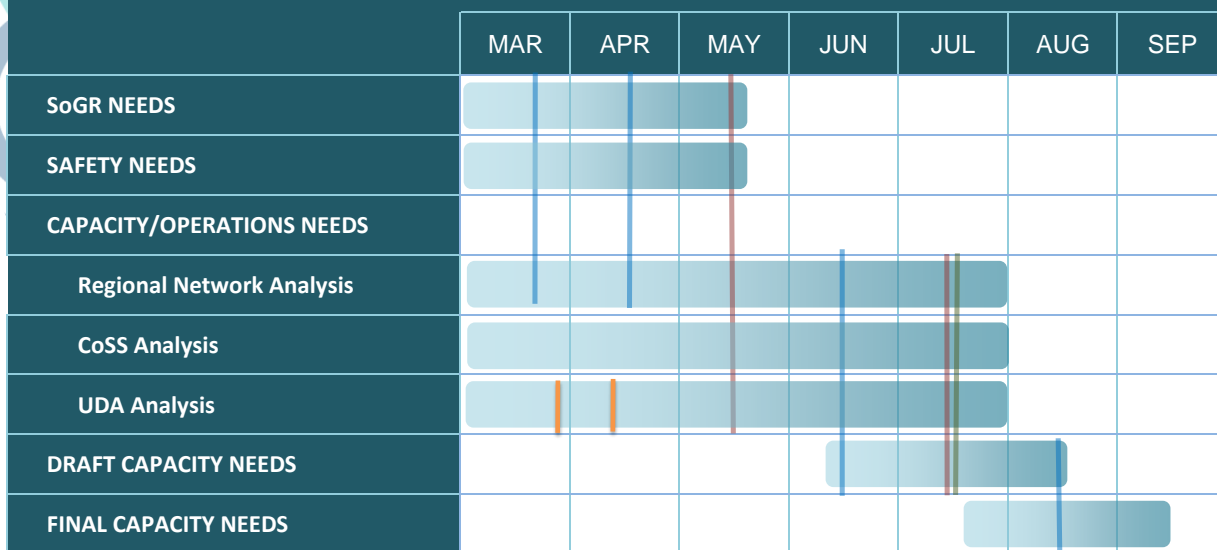 MAR APR MAY JUN JUL AUG SEP
SoGR NEEDS
SAFETY NEEDS
CAPACITY/OPERATIONS NEEDS
Regional Network Analysis
CoSS Analysis
UDA Analysis
DRAFT CAPACITY NEEDS
FINAL CAPACITY NEEDS